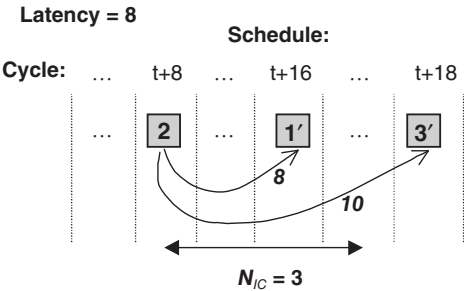 Latency = 8
Schedule:
Cycle: ... t+8 ... t+16 ... t+18
... 2 ... 1′ ... 3′
8
10
N_IC = 3